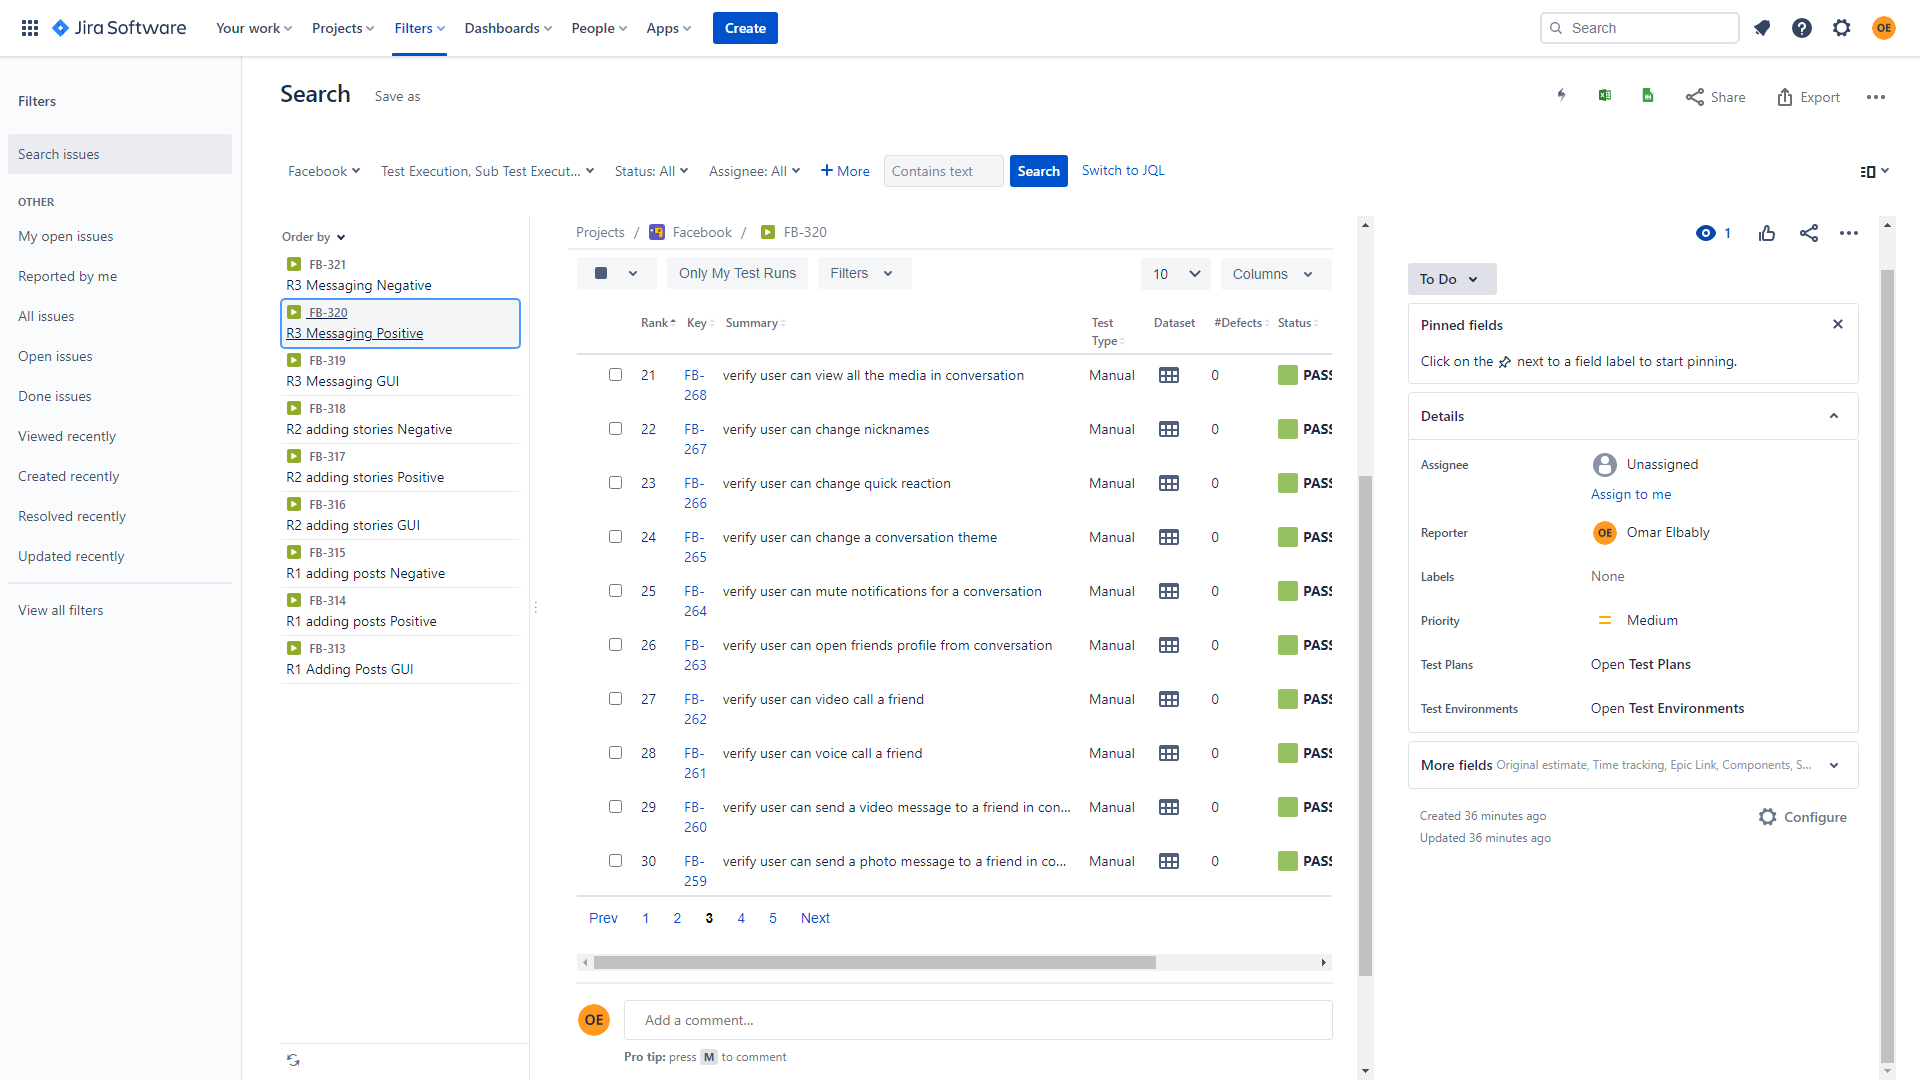 Jira Software
Your work
Projects
Filters
Dashboards
People
Apps
Create
Search
OE
Filters
Search issues
OTHER
My open issues
Reported by me
All issues
Open issues
Done issues
Viewed recently
Created recently
Resolved recently
Updated recently
View all filters
Search
Save as
Share
Export
Facebook
Test Execution, Sub Test Execut...
Status: All
Assignee: All
More
Contains text
Search
Switch to JQL
Order by
FB-321
R3 Messaging Negative
FB-320
R3 Messaging Positive
FB-319
R3 Messaging GUI
FB-318
R2 adding stories Negative
FB-317
R2 adding stories Positive
FB-316
R2 adding stories GUI
FB-315
R1 adding posts Negative
FB-314
R1 adding posts Positive
FB-313
R1 Adding Posts GUI
Projects / Facebook / FB-320
Only My Test Runs
Filters
10
Columns
Rank Key Summary Test Type Dataset #Defects Status
21 FB-268 verify user can view all the media in conversation Manual 0 PASS
22 FB-267 verify user can change nicknames Manual 0 PASS
23 FB-266 verify user can change quick reaction Manual 0 PASS
24 FB-265 verify user can change a conversation theme Manual 0 PASS
25 FB-264 verify user can mute notifications for a conversation Manual 0 PASS
26 FB-263 verify user can open friends profile from conversation Manual 0 PASS
27 FB-262 verify user can video call a friend Manual 0 PASS
28 FB-261 verify user can voice call a friend Manual 0 PASS
29 FB-260 verify user can send a video message to a friend in con... Manual 0 PASS
30 FB-259 verify user can send a photo message to a friend in co... Manual 0 PASS
Prev 1 2 3 4 5 Next
OE
Add a comment...
Pro tip: press M to comment
1
To Do
Pinned fields
Click on the next to a field label to start pinning.
Details
Assignee
Unassigned
Assign to me
Reporter
OE Omar Elbably
Labels
None
Priority
Medium
Test Plans
Open Test Plans
Test Environments
Open Test Environments
More fields Original estimate, Time tracking, Epic Link, Components, S...
Created 36 minutes ago
Updated 36 minutes ago
Configure